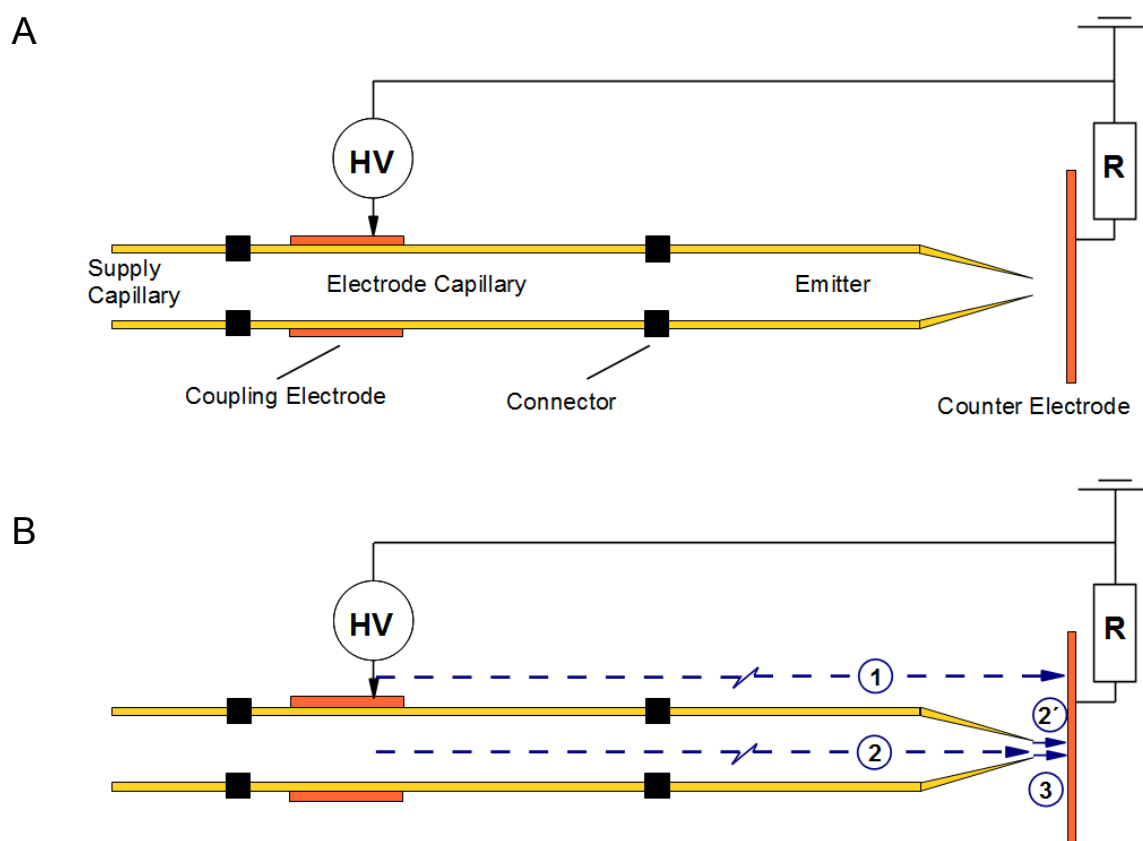 A
HV
R
Supply
Capillary
Electrode Capillary
Emitter
Coupling Electrode
Connector
Counter Electrode
B
HV
R
1
2´
2
3